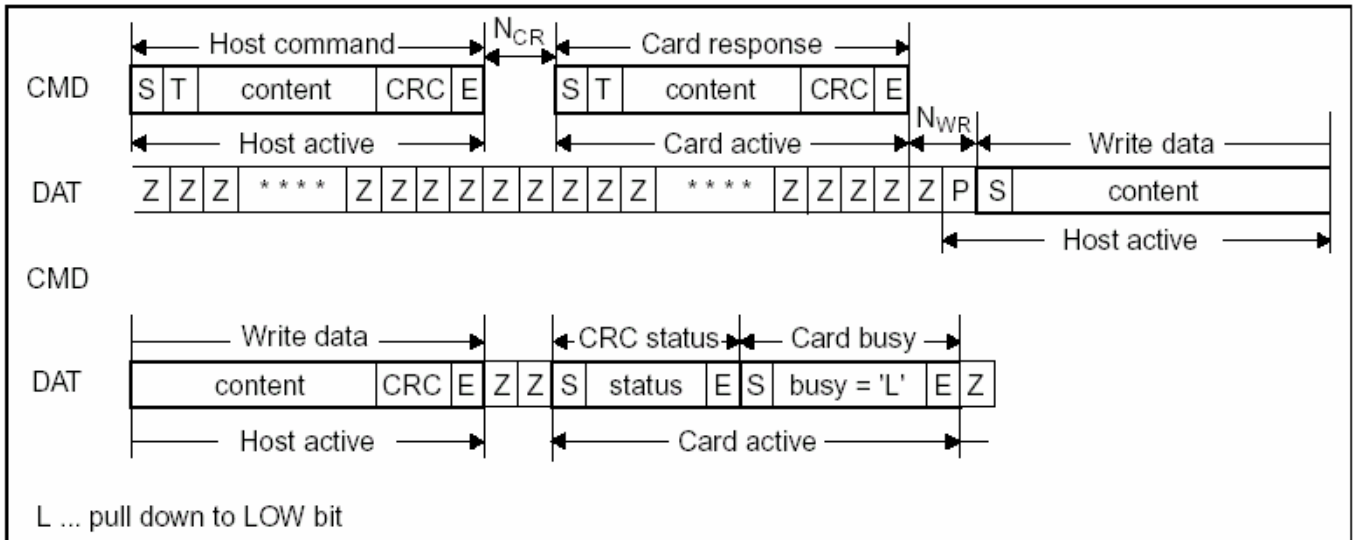 Host command N_CR Card response
CMD S T content CRC E S T content CRC E
Host active Card active N_WR Write data
DAT Z Z Z * * * * Z Z Z Z Z Z Z Z Z Z * * * * Z Z Z Z Z P S content
Host active
CMD
Write data CRC status Card busy
DAT content CRC E Z Z S status E S busy = 'L' E Z
Host active Card active
L ... pull down to LOW bit